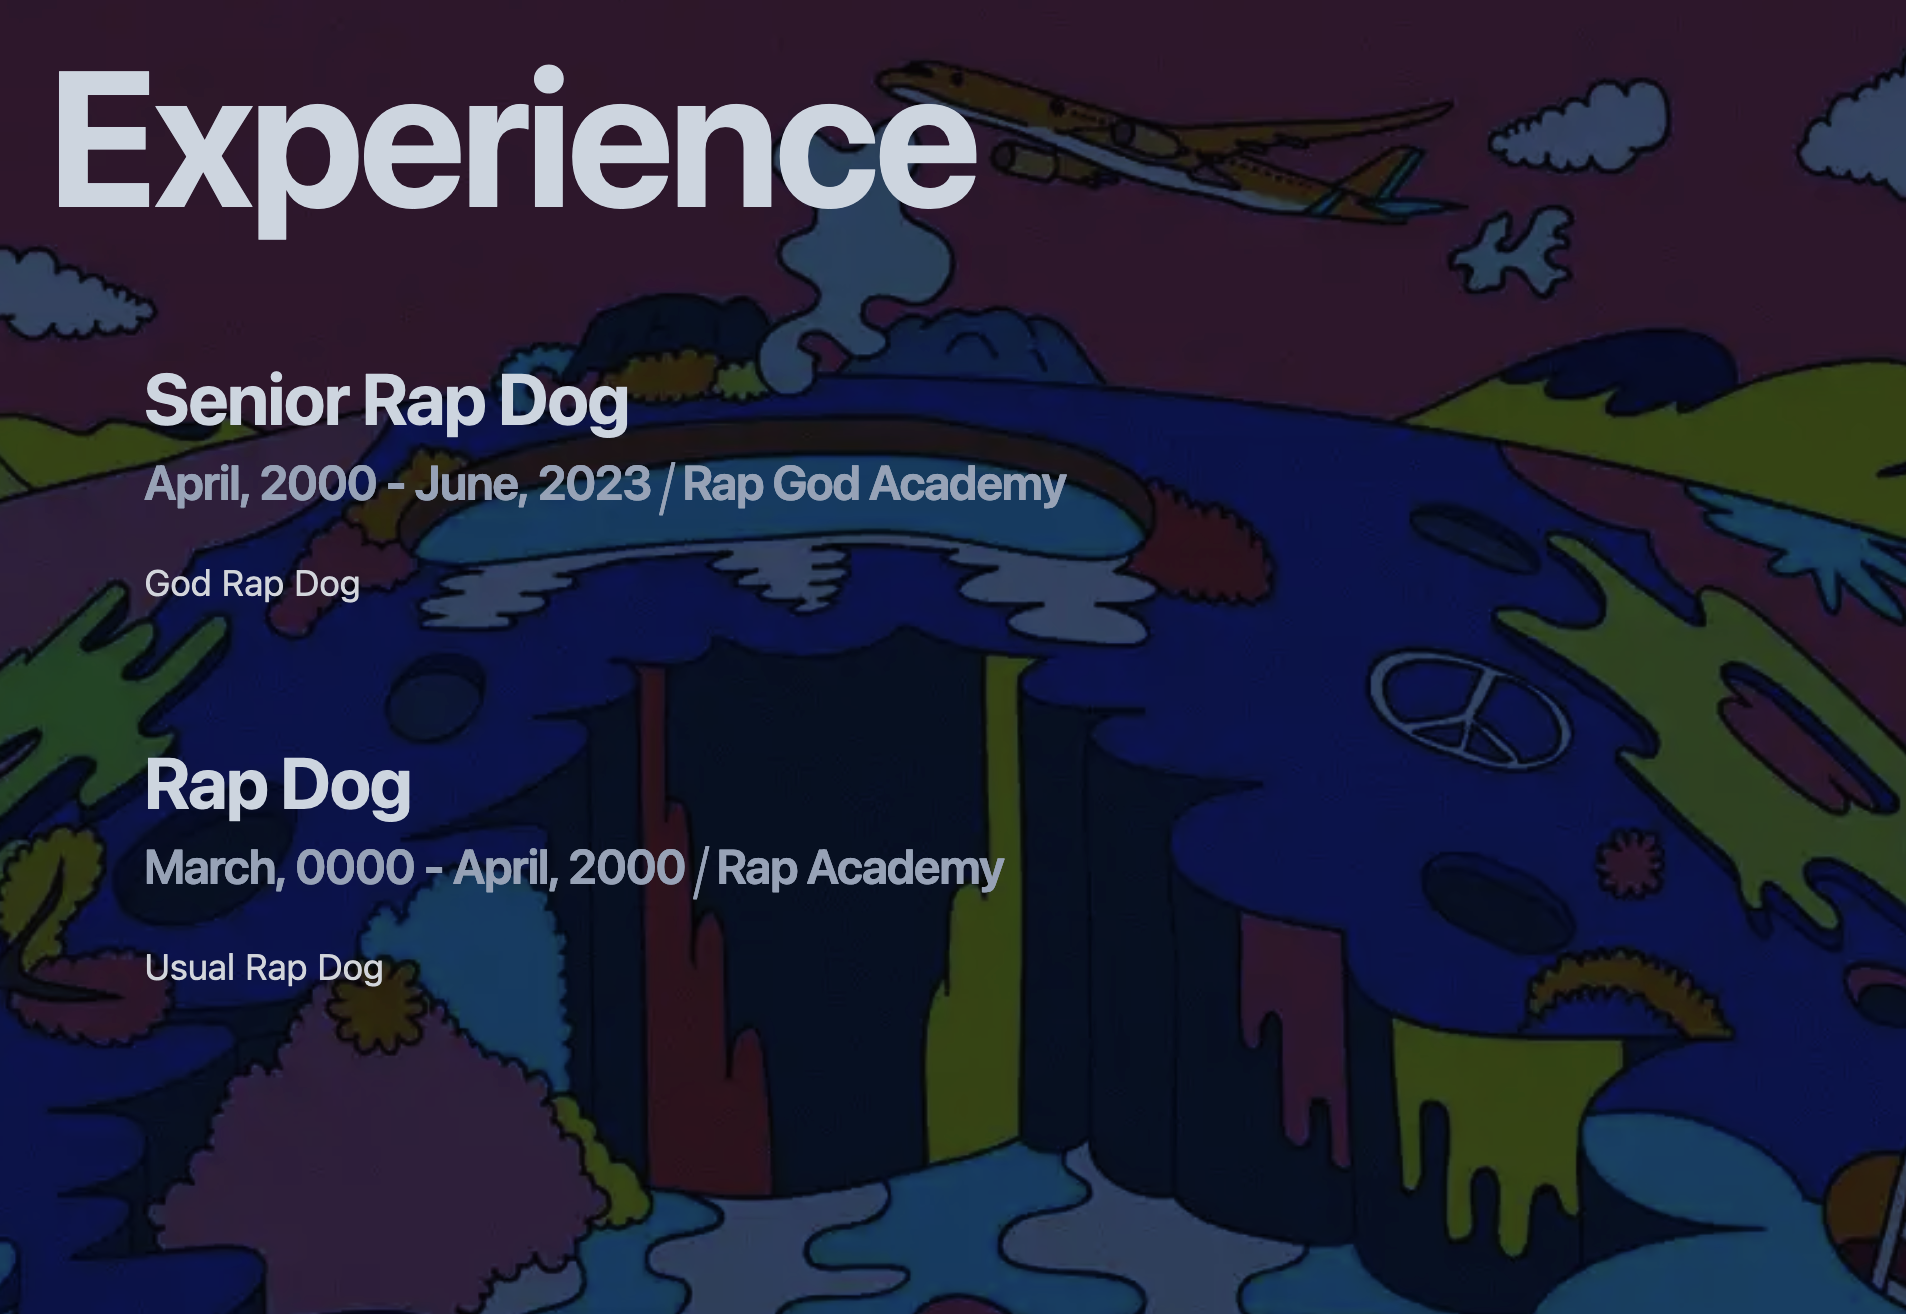 Experience
Senior Rap Dog
April, 2000 - June, 2023 / Rap God Academy
God Rap Dog
Rap Dog
March, 0000 - April, 2000 / Rap Academy
Usual Rap Dog